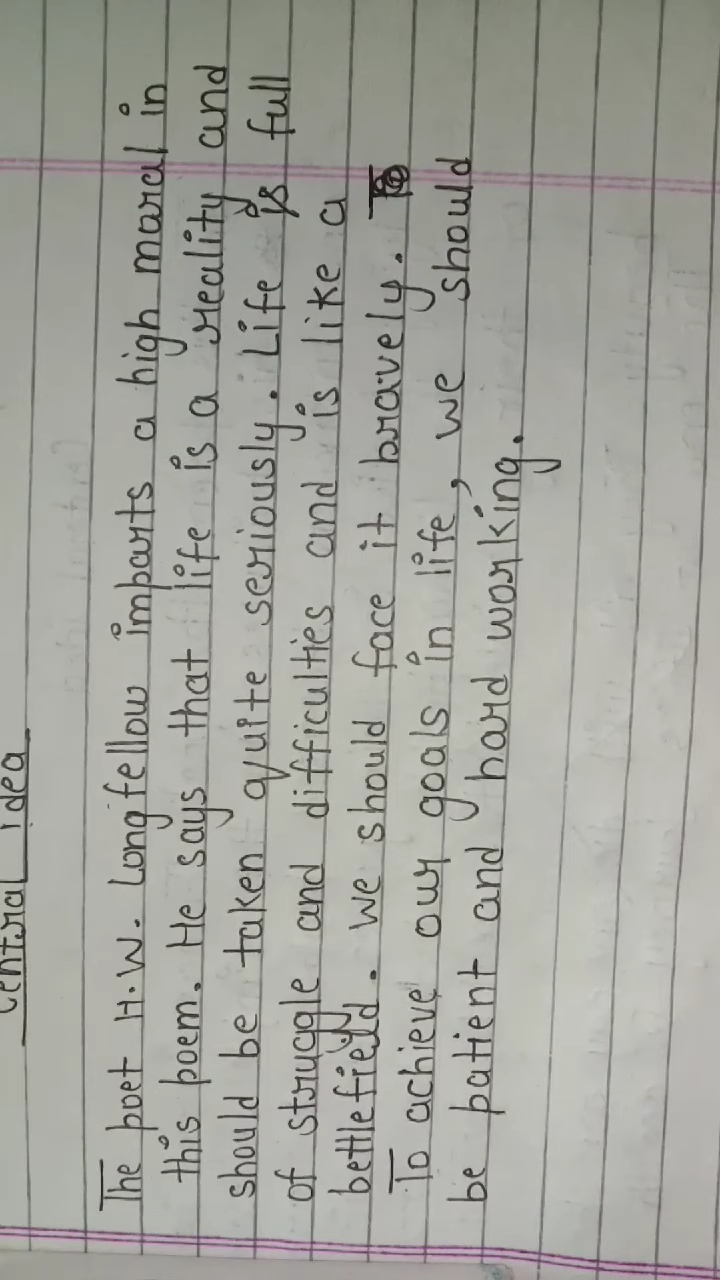 Central idea
The poet H.W. Longfellow imparts a high moral in
this poem. He says that life is a reality and
should be taken quite seriously. Life is full
of struggle and difficulties and is like a
bettlefield. we should face it bravely.
To achieve our goals in life, we should
be patient and hard working.